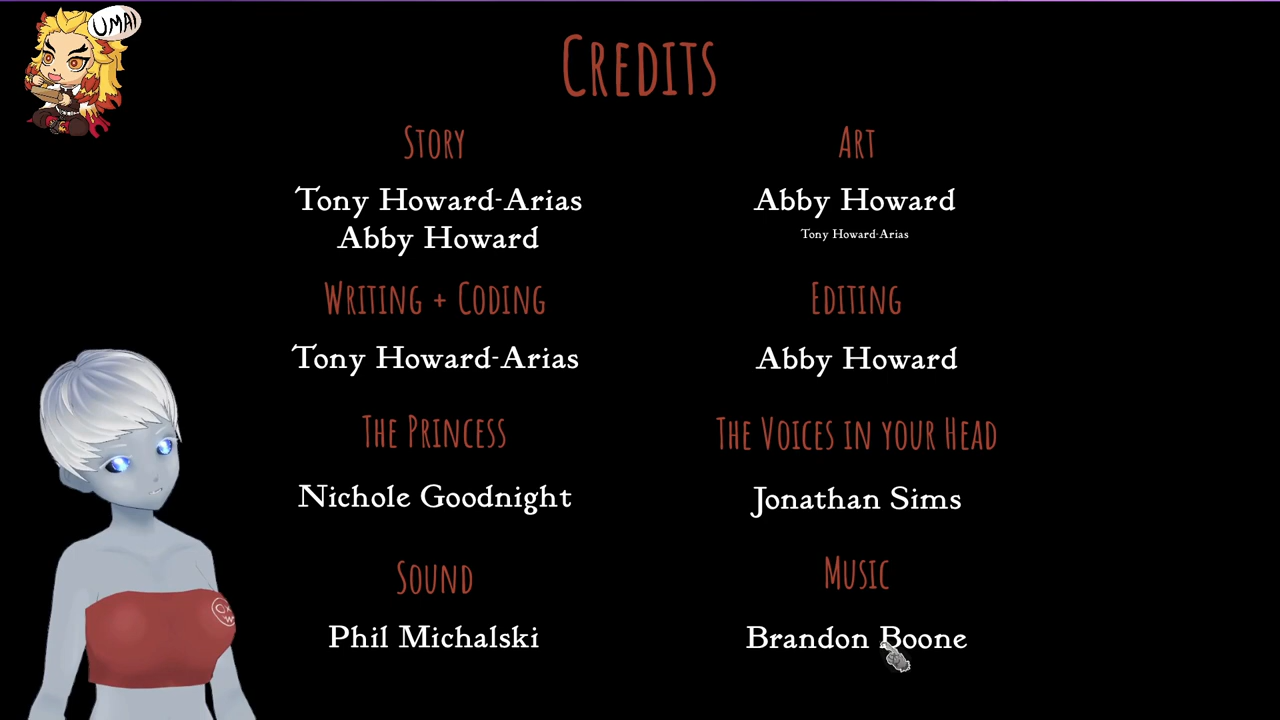 UMAI
Credits
Story
Tony Howard-Arias
Abby Howard
Art
Abby Howard
Tony Howard-Arias
Writing + Coding
Tony Howard-Arias
Editing
Abby Howard
The Princess
Nichole Goodnight
The Voices in your Head
Jonathan Sims
Sound
Phil Michalski
Music
Brandon Boone